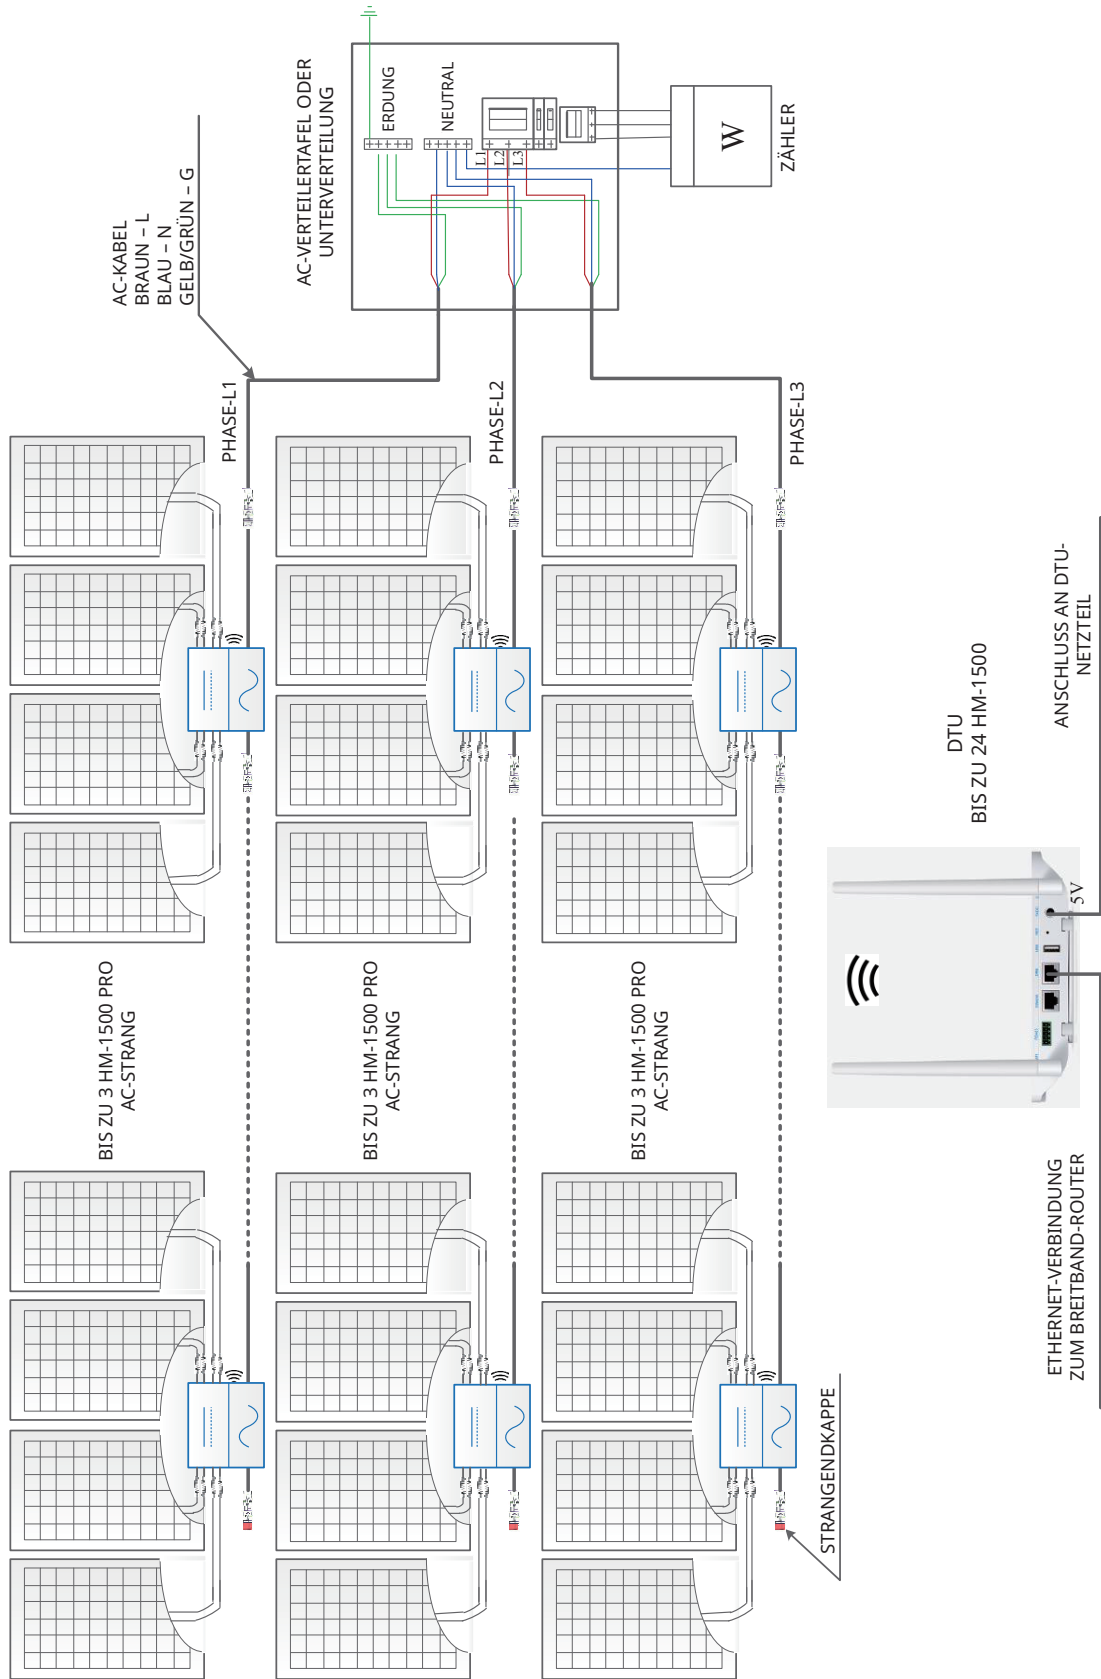 AC-KABEL
BRAUN – L
BLAU – N
GELB/GRÜN – G
AC-VERTEILERTAFEL ODER
UNTERVERTEILUNG
ERDUNG
NEUTRAL
L1
L2
L3
W
ZÄHLER
PHASE-L1
PHASE-L2
PHASE-L3
BIS ZU 3 HM-1500 PRO
AC-STRANG
BIS ZU 3 HM-1500 PRO
AC-STRANG
BIS ZU 3 HM-1500 PRO
AC-STRANG
DTU
BIS ZU 24 HM-1500
ANSCHLUSS AN DTU-
NETZTEIL
5V
ETHERNET-VERBINDUNG
ZUM BREITBAND-ROUTER
STRANGENDKAPPE